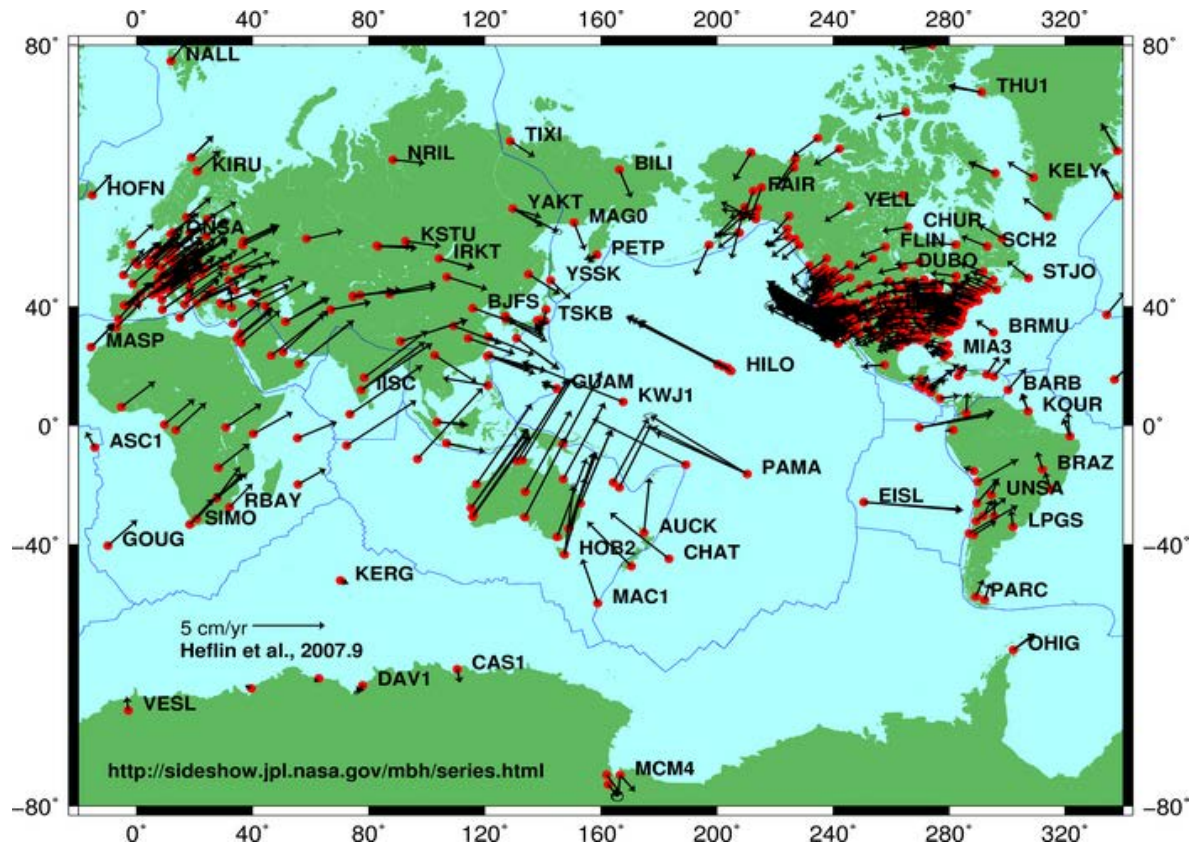 0° 40° 80° 120° 160° 200° 240° 280° 320°
80° 80°
NALL
THU1
TIXI
NRIL
BILI
KIRU
FAIR
KELY
HOFN
YAKT
YELL
MAG0
CHUR
ONSA
KSTU
FLIN
SCH2
IRKT
PETP
DUBO
YSSK
STJO
BJFS
40° 40°
TSKB
BRMU
MASP
MIA3
HILO
IISC
GUAM
KWJ1
BARB
KOUR
0° 0°
ASC1
PAMA
BRAZ
EISL
UNSA
RBAY
SIMO
LPGS
AUCK
GOUG
HOB2
CHAT
−40° −40°
KERG
MAC1
PARC
5 cm/yr
Heflin et al., 2007.9
OHIG
CAS1
DAV1
VESL
http://sideshow.jpl.nasa.gov/mbh/series.html
MCM4
−80° −80°
0° 40° 80° 120° 160° 200° 240° 280° 320°